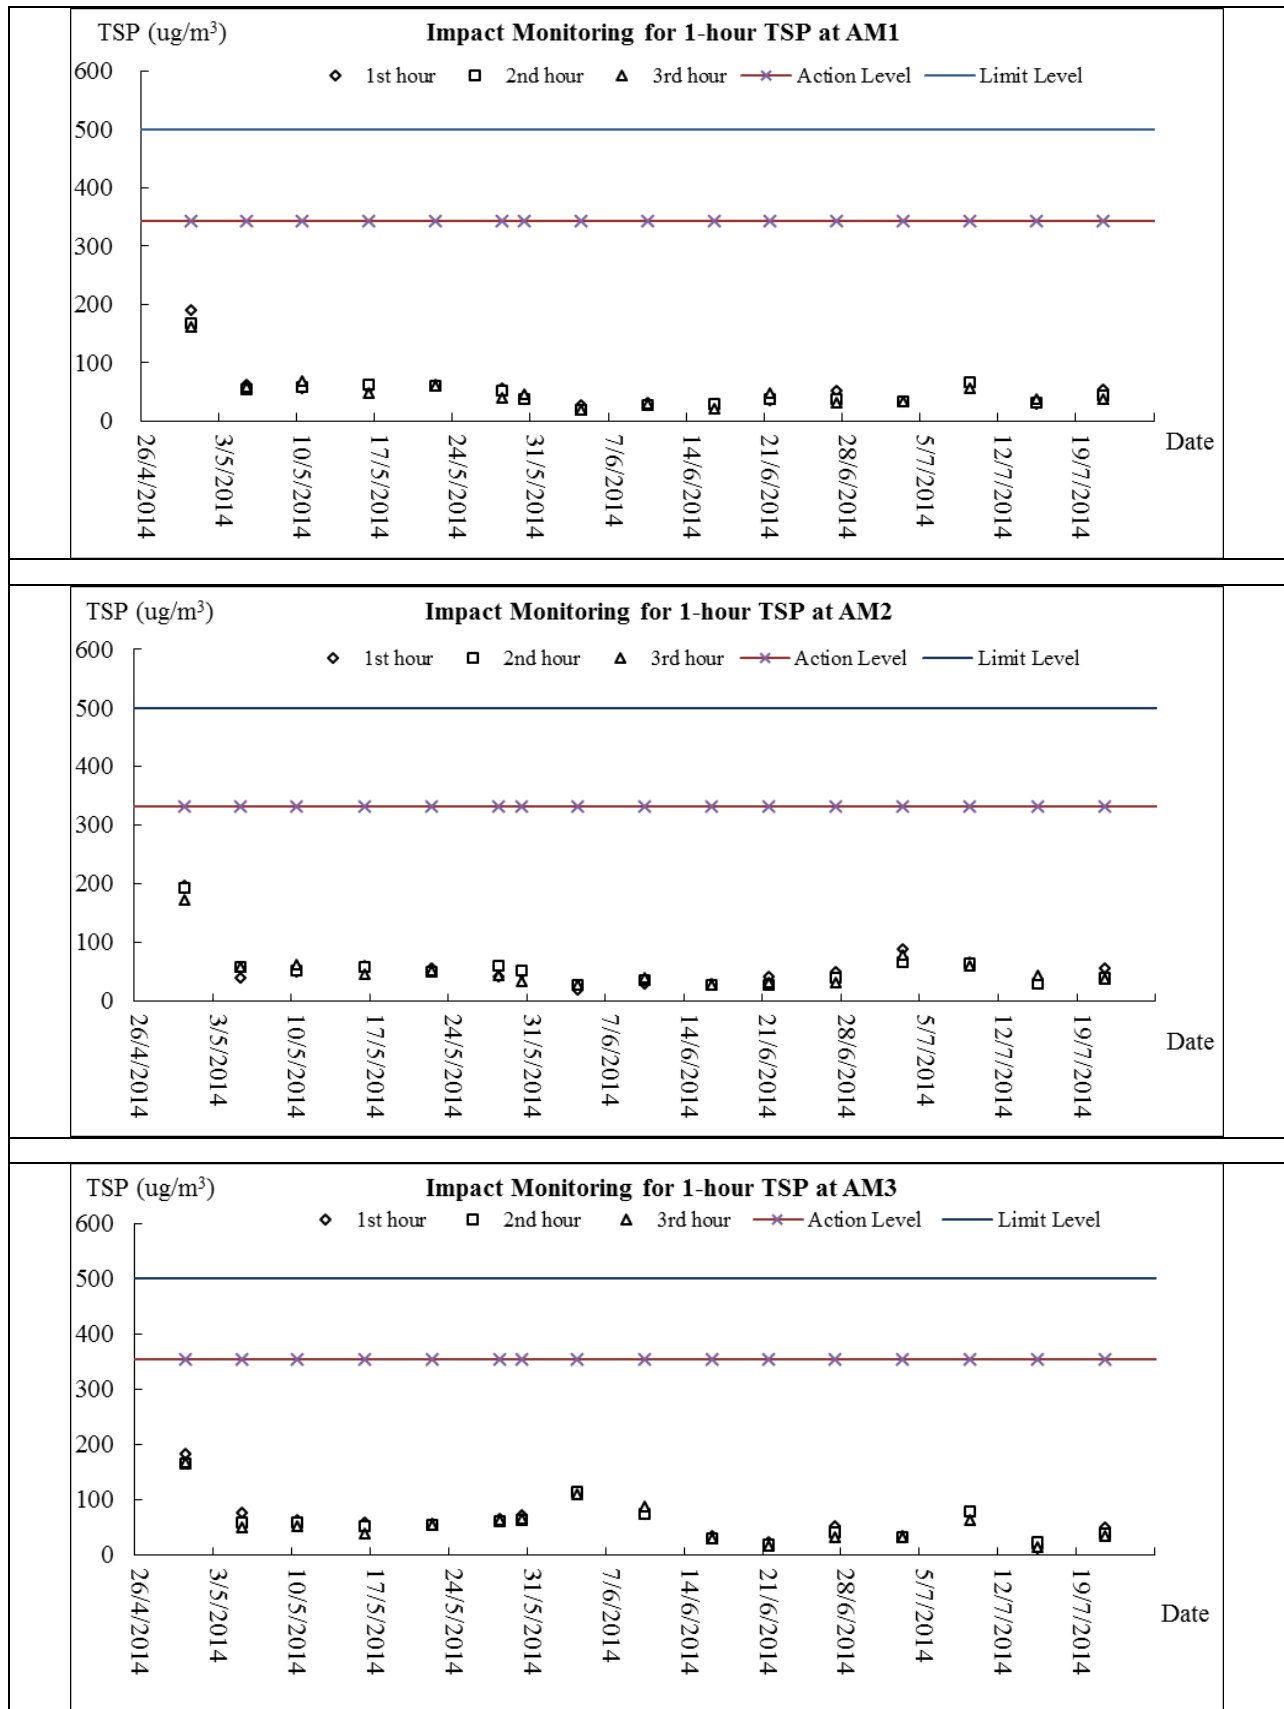 TSP (ug/m³) Impact Monitoring for 1-hour TSP at AM1
600
1st hour 2nd hour 3rd hour Action Level Limit Level
500
400
300
200
100
0
Date
26/4/2014 3/5/2014 10/5/2014 17/5/2014 24/5/2014 31/5/2014 7/6/2014 14/6/2014 21/6/2014 28/6/2014 5/7/2014 12/7/2014 19/7/2014
TSP (ug/m³) Impact Monitoring for 1-hour TSP at AM2
600
1st hour 2nd hour 3rd hour Action Level Limit Level
500
400
300
200
100
0
Date
26/4/2014 3/5/2014 10/5/2014 17/5/2014 24/5/2014 31/5/2014 7/6/2014 14/6/2014 21/6/2014 28/6/2014 5/7/2014 12/7/2014 19/7/2014
TSP (ug/m³) Impact Monitoring for 1-hour TSP at AM3
600
1st hour 2nd hour 3rd hour Action Level Limit Level
500
400
300
200
100
0
Date
26/4/2014 3/5/2014 10/5/2014 17/5/2014 24/5/2014 31/5/2014 7/6/2014 14/6/2014 21/6/2014 28/6/2014 5/7/2014 12/7/2014 19/7/2014